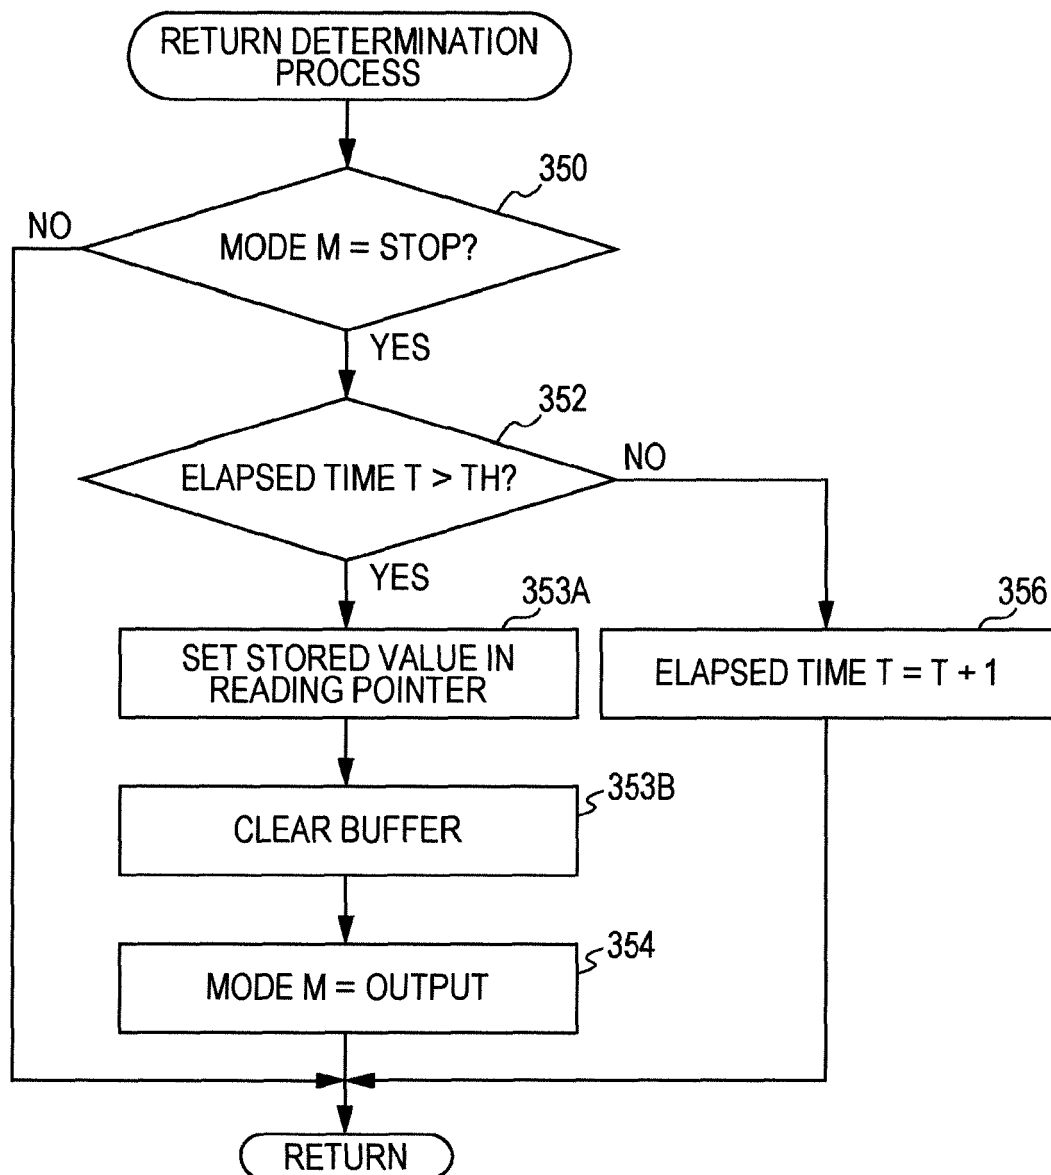 RETURN DETERMINATION
PROCESS
350
NO
MODE M = STOP?
YES
352
NO
ELAPSED TIME T > TH?
YES
353A
356
SET STORED VALUE IN
READING POINTER
ELAPSED TIME T = T + 1
353B
CLEAR BUFFER
354
MODE M = OUTPUT
RETURN